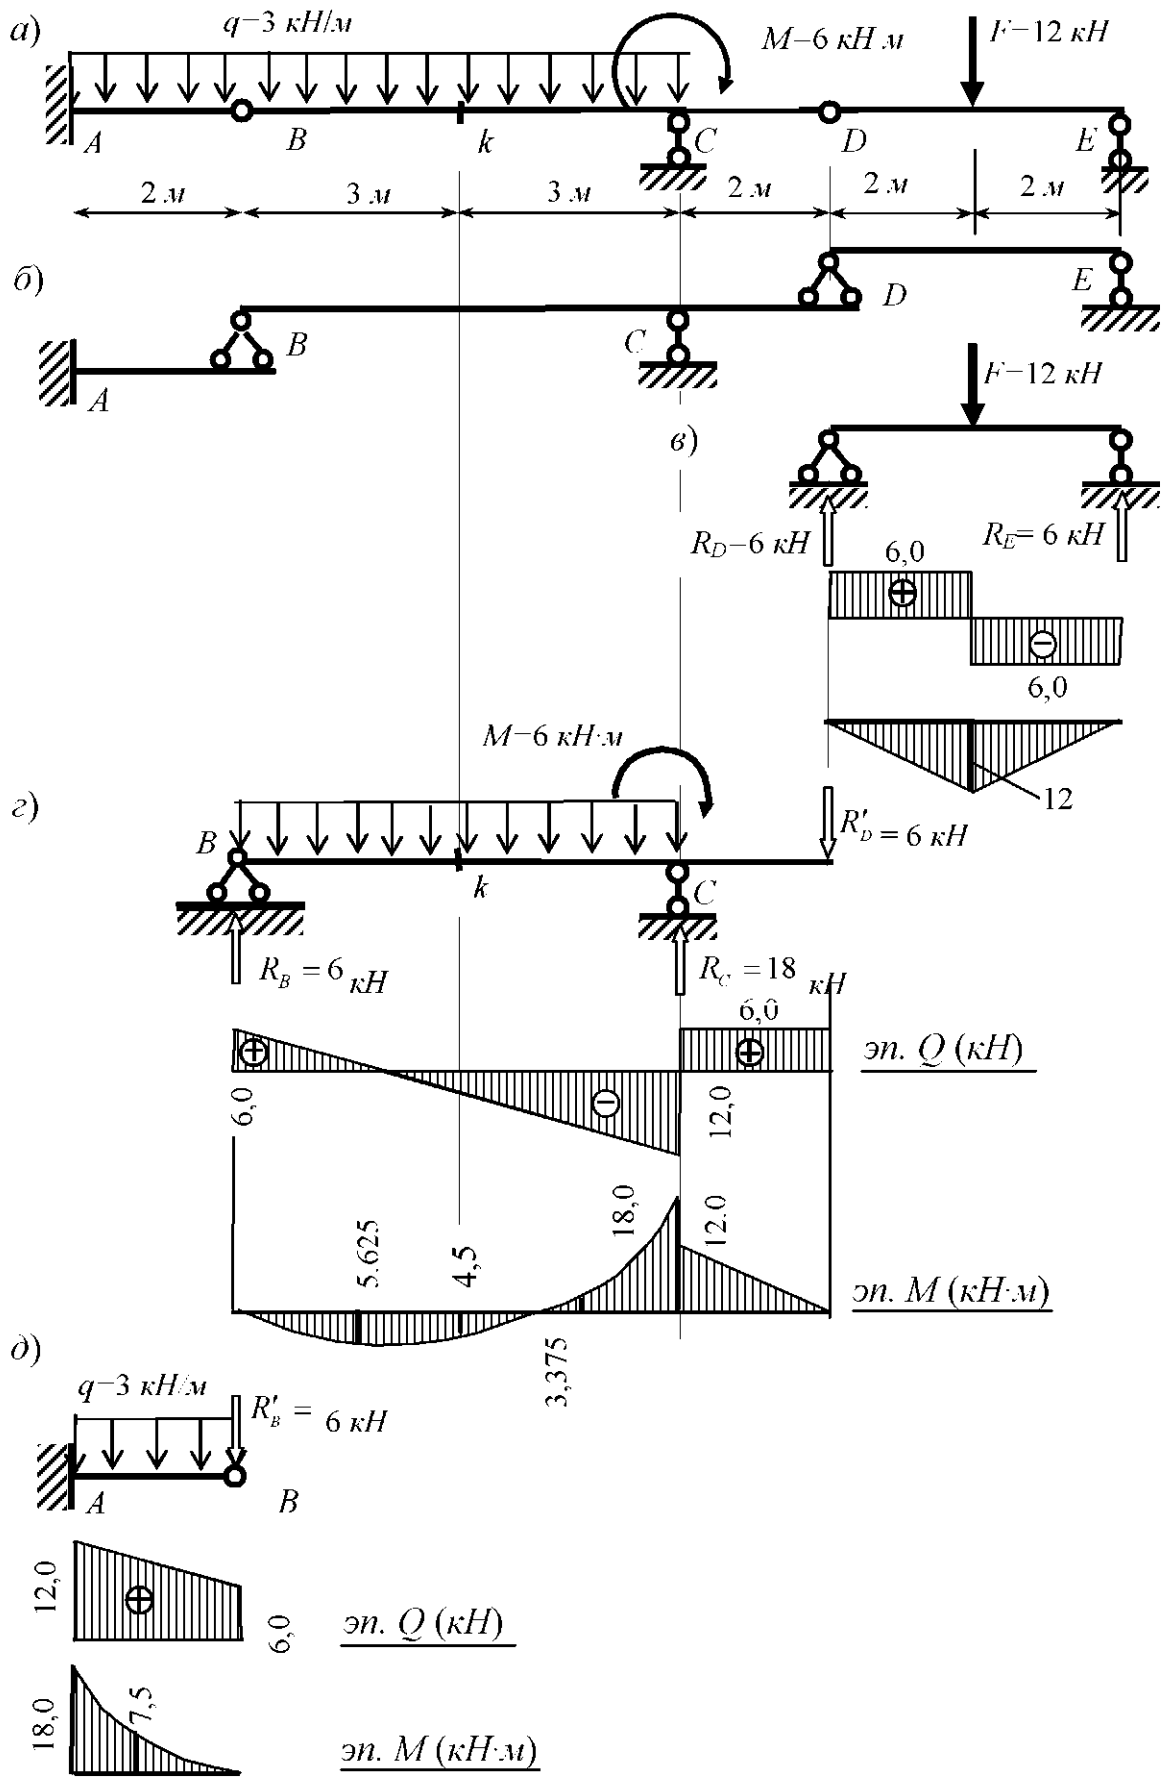 а)
q=3 кН/м
M=6 кН м
F=12 кН
A
B
k
C
D
E
2 м
3 м
3 м
2 м
2 м
2 м
б)
A
B
C
D
E
в)
F=12 кН
R_D=6 кН
R_E= 6 кН
6,0
6,0
12
г)
M=6 кН·м
B
k
C
R'_D = 6 кН
R_B = 6 кН
R_C = 18 кН
6,0
6,0
12,0
эп. Q (кН)
5.625
4,5
18,0
12.0
3,375
эп. M (кН·м)
д)
q=3 кН/м
R'_B = 6 кН
A
B
12,0
6,0
эп. Q (кН)
18,0
7,5
эп. M (кН·м)